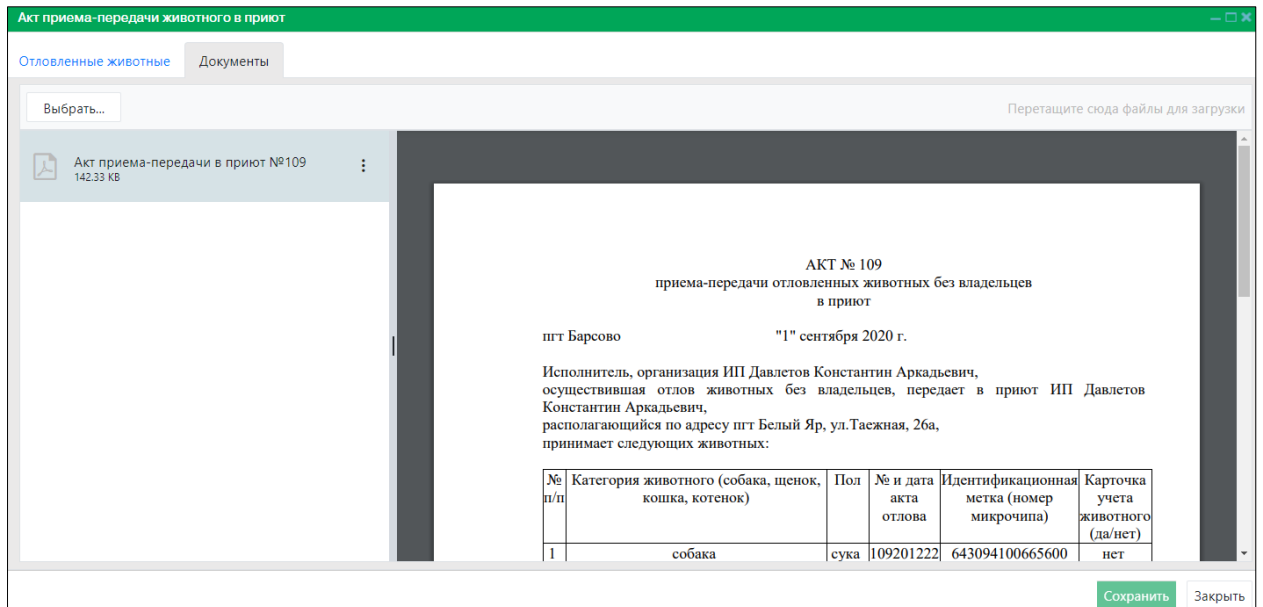 Акт приема-передачи животного в приют
Отловленные животные Документы
Выбрать... Перетащите сюда файлы для загрузки
Акт приема-передачи в приют №109
142.33 KB
АКТ № 109
приема-передачи отловленных животных без владельцев
в приют
пгт Барсово "1" сентября 2020 г.
Исполнитель, организация ИП Давлетов Константин Аркадьевич,
осуществившая отлов животных без владельцев, передает в приют ИП Давлетов
Константин Аркадьевич,
располагающийся по адресу пгт Белый Яр, ул.Таежная, 26а,
принимает следующих животных:
№ Категория животного (собака, щенок, Пол № и дата Идентификационная Карточка
п/п кошка, котенок) акта метка (номер учета
отлова микрочипа) животного
(да/нет)
1 собака сука 109201222 643094100665600 нет
Сохранить Закрыть